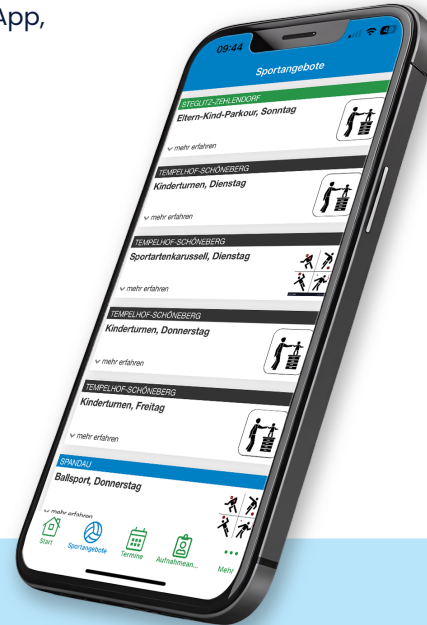 App,
09:44
Sportangebote
STEGLITZ-ZEHLENDORF
Eltern-Kind-Parkour, Sonntag
mehr erfahren
TEMPELHOF-SCHÖNEBERG
Kinderturnen, Dienstag
mehr erfahren
TEMPELHOF-SCHÖNEBERG
Sportartenkarussell, Dienstag
mehr erfahren
TEMPELHOF-SCHÖNEBERG
Kinderturnen, Donnerstag
mehr erfahren
TEMPELHOF-SCHÖNEBERG
Kinderturnen, Freitag
mehr erfahren
SPANDAU
Ballsport, Donnerstag
mehr erfahren
Start
Sportangebote
Termine
Aufnahmean...
Mehr